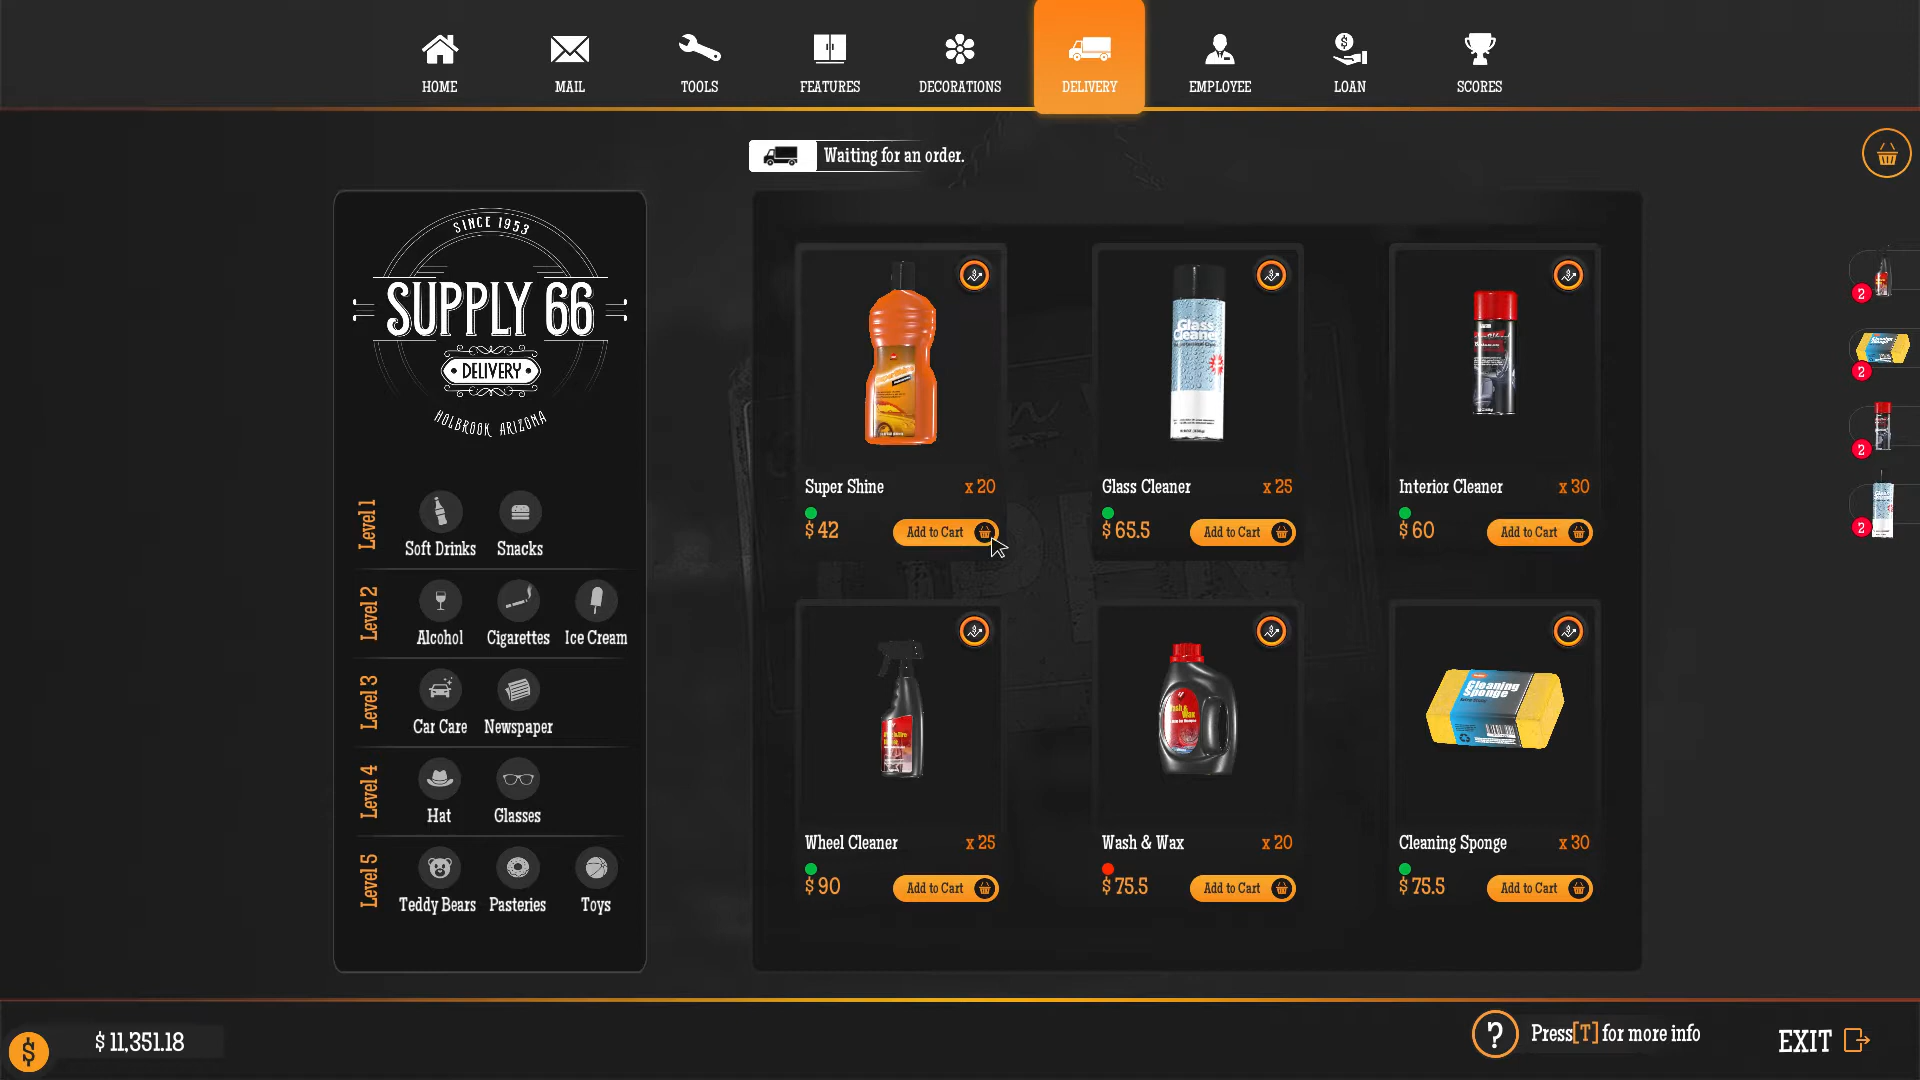 HOME
MAIL
TOOLS
FEATURES
DECORATIONS
DELIVERY
EMPLOYEE
LOAN
SCORES
Waiting for an order.
SINCE 1953
SUPPLY 66
DELIVERY
HOLBROOK, ARIZONA
Level 1
Soft Drinks
Snacks
Level 2
Alcohol
Cigarettes
Ice Cream
Level 3
Car Care
Newspaper
Level 4
Hat
Glasses
Level 5
Teddy Bears
Pasteries
Toys
Super Shine x 20
$ 42
Add to Cart
Glass
Cleaner
Glass Cleaner x 25
$ 65.5
Add to Cart
Interior Cleaner x 30
$ 60
Add to Cart
Wheel Cleaner x 25
$ 90
Add to Cart
Wash & Wax x 20
$ 75.5
Add to Cart
Cleaning
Sponge
Cleaning Sponge x 30
$ 75.5
Add to Cart
2
2
2
2
$ 11,351.18
? Press[T] for more info
EXIT